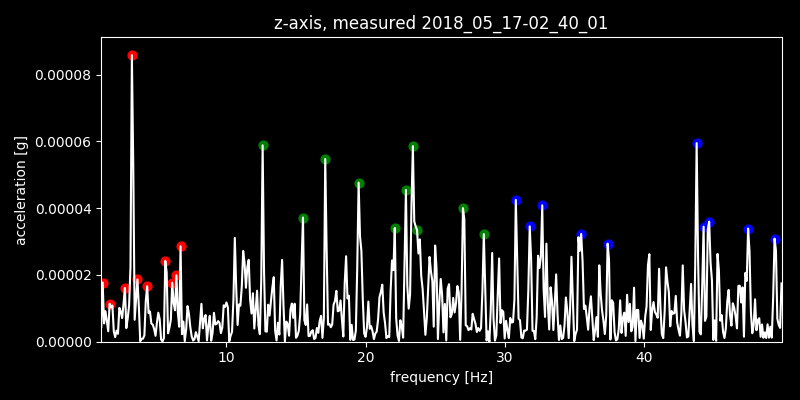 z-axis, measured 2018_05_17-02_40_01
0.00008
0.00006
0.00004
0.00002
0.00000
acceleration [g]
10 20 30 40
frequency [Hz]